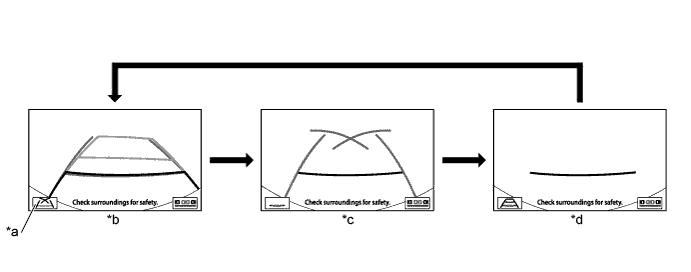 Check surroundings for safety.
Check surroundings for safety.
Check surroundings for safety.
*b
*c
*d
*a